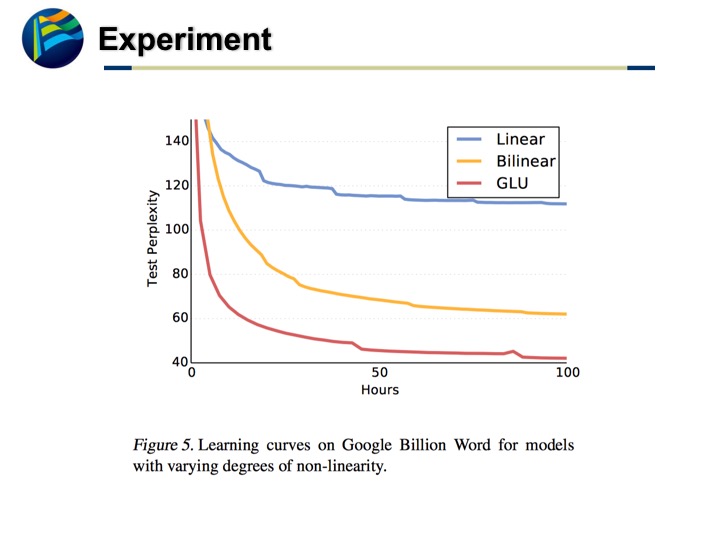 Experiment
140
120
100
80
60
40
Test Perplexity
Linear
Bilinear
GLU
0
50
100
Hours
Figure 5. Learning curves on Google Billion Word for models
with varying degrees of non-linearity.